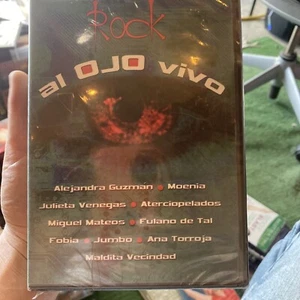 Rock
al OJO vivo
Alejandra Guzman • Moenia
Julieta Venegas • Aterciopelados
Miguel Mateos • Fulano de Tal
Fobia • Jumbo • Ana Torroja
Maldita Vecindad